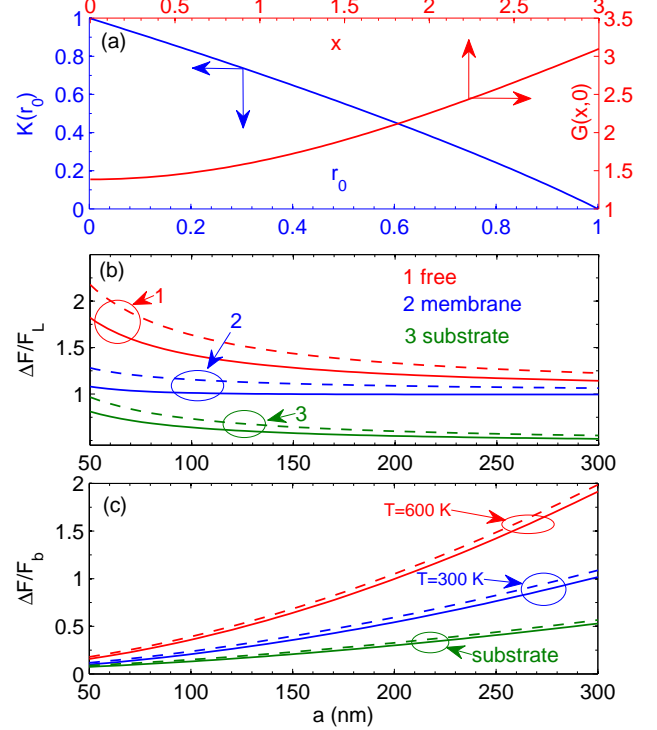 0 0.5 1 1.5 2 2.5 3
(a)
x
K(r0)
1
0.8
0.6
0.4
0.2
0
r0
3.5
3
2.5
2
1.5
1
G(x,0)
0 0.2 0.4 0.6 0.8 1
(b)
1
2
3
1 free
2 membrane
3 substrate
ΔF/FL
2
1.5
1
50 100 150 200 250 300
(c)
T=600 K
T=300 K
substrate
ΔF/Fb
2
1.5
1
0.5
0
50 100 150 200 250 300
a (nm)